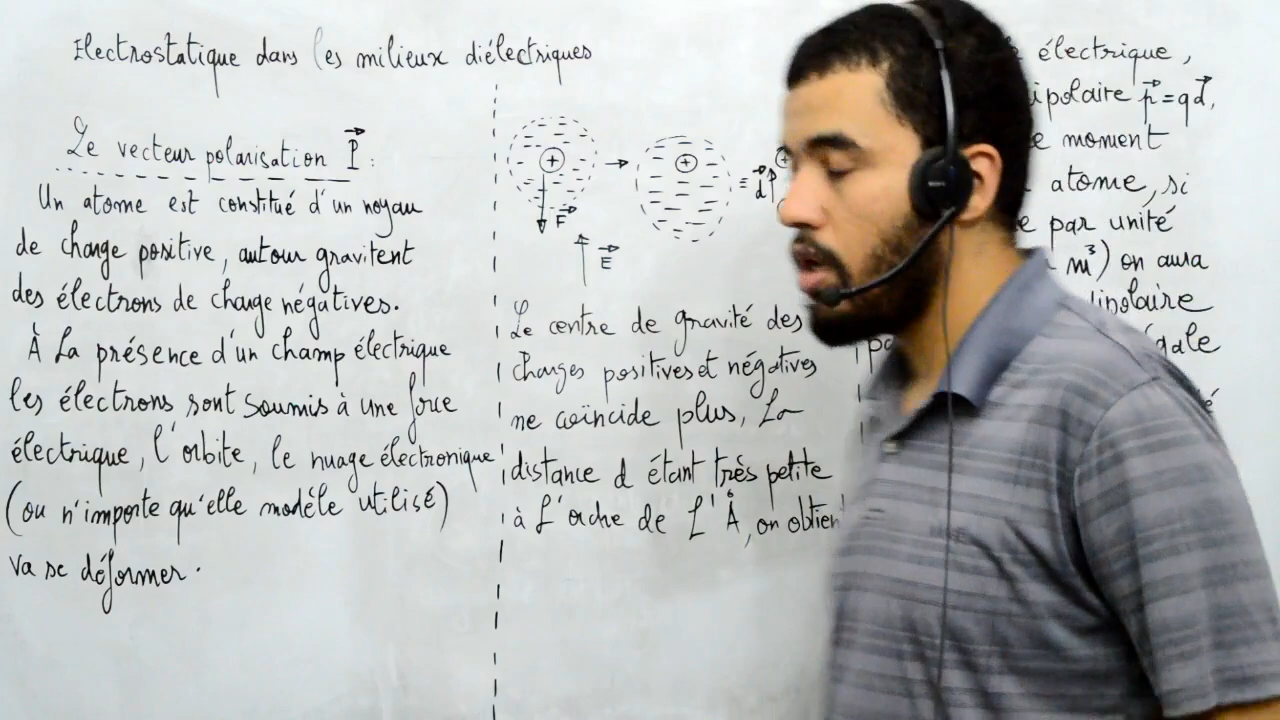 Electrostatique dans les milieux diélectriques
Le vecteur polarisation P⃗ :
Un atome est constitué d'un noyau
de charge positive, autour gravitent
des électrons de charge négatives.
À La présence d'un champ électrique
les électrons sont soumis à une force
électrique, l'orbite, le nuage électronique
(ou n'importe qu'elle modéle utilisé)
va se déformer.
+
F⃗
E⃗
+
≡ d⃗
+
Le centre de gravité des
charges positives et négatives
ne coïncide plus, La
distance d étant très petite
à L'ordre de L'Å, on obtien
électrique,
ipolaire p⃗ = qd⃗,
moment
atome, si
par unité
m³) on aura
dipolaire